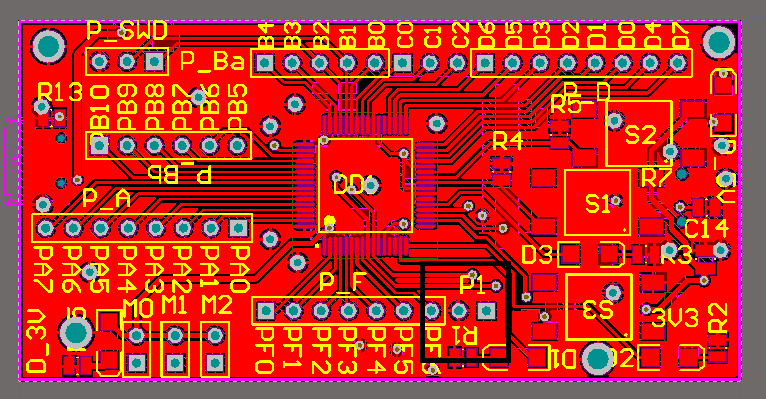 P_SWD
B4 B3 B2 B1 B0 C0 C1 C2 D6 D5 D3 D2 D1 D0 D4 D7
P_Ba
P_D
R13
PB10 PB9 PB8 PB7 PB6 PB5
R5
S2
R4
P_Bb
R7
P_A
S1
C14
PA7 PA6 PA5 PA4 PA3 PA2 PA1 PA0
D3
R3
P_F
P1
M0 M1 M2
S3
3V3
R2
D_3V
R1
PF0 PF1 PF2 PF3 PF4 PF5
D1